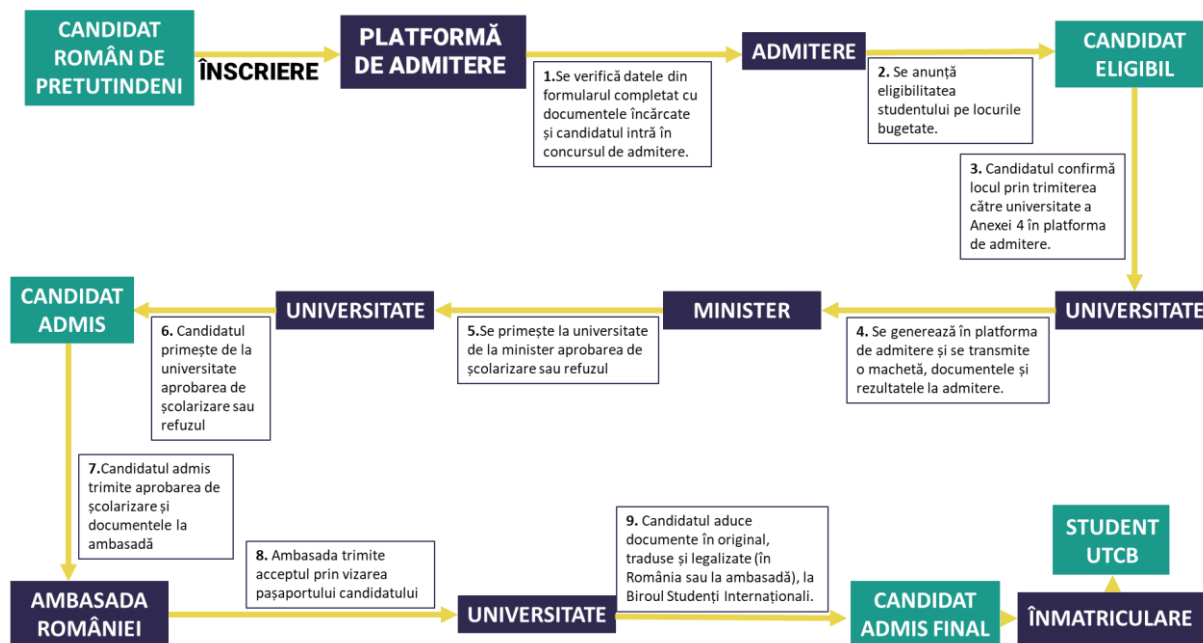 CANDIDAT
ROMÂN DE
PRETUTINDENI
ÎNSCRIERE
PLATFORMĂ
DE ADMITERE
1.Se verifică datele din
formularul completat cu
documentele încărcate
și candidatul intră în
concursul de admitere.
ADMITERE
2. Se anunță
eligibilitatea
studentului pe locurile
bugetate.
CANDIDAT
ELIGIBIL
3. Candidatul confirmă
locul prin trimiterea
către universitate a
Anexei 4 în platforma
de admitere.
UNIVERSITATE
4. Se generează în platforma
de admitere și se transmite
o machetă, documentele și
rezultatele la admitere.
MINISTER
5.Se primește la universitate
de la minister aprobarea de
școlarizare sau refuzul
UNIVERSITATE
6. Candidatul
primește de la
universitate
aprobarea de
școlarizare sau
refuzul
CANDIDAT
ADMIS
7.Candidatul admis
trimite aprobarea de
școlarizare și
documentele la
ambasadă
AMBASADA
ROMÂNIEI
8. Ambasada trimite
acceptul prin vizarea
pașaportului candidatului
UNIVERSITATE
9. Candidatul aduce
documente în original,
traduse și legalizate (în
România sau la ambasadă), la
Biroul Studenți Internaționali.
CANDIDAT
ADMIS FINAL
ÎNMATRICULARE
STUDENT
UTCB